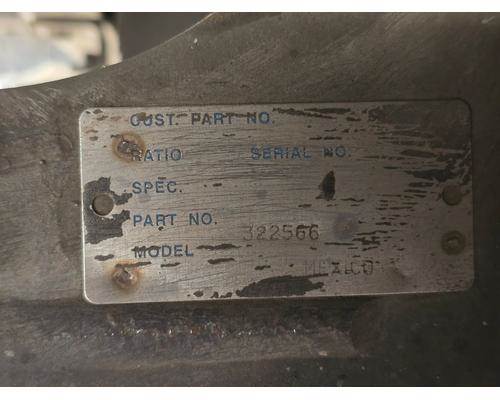 CUST. PART NO.
RATIO SERIAL NO.
SPEC.
PART NO. 322566
MODEL
MEXICO